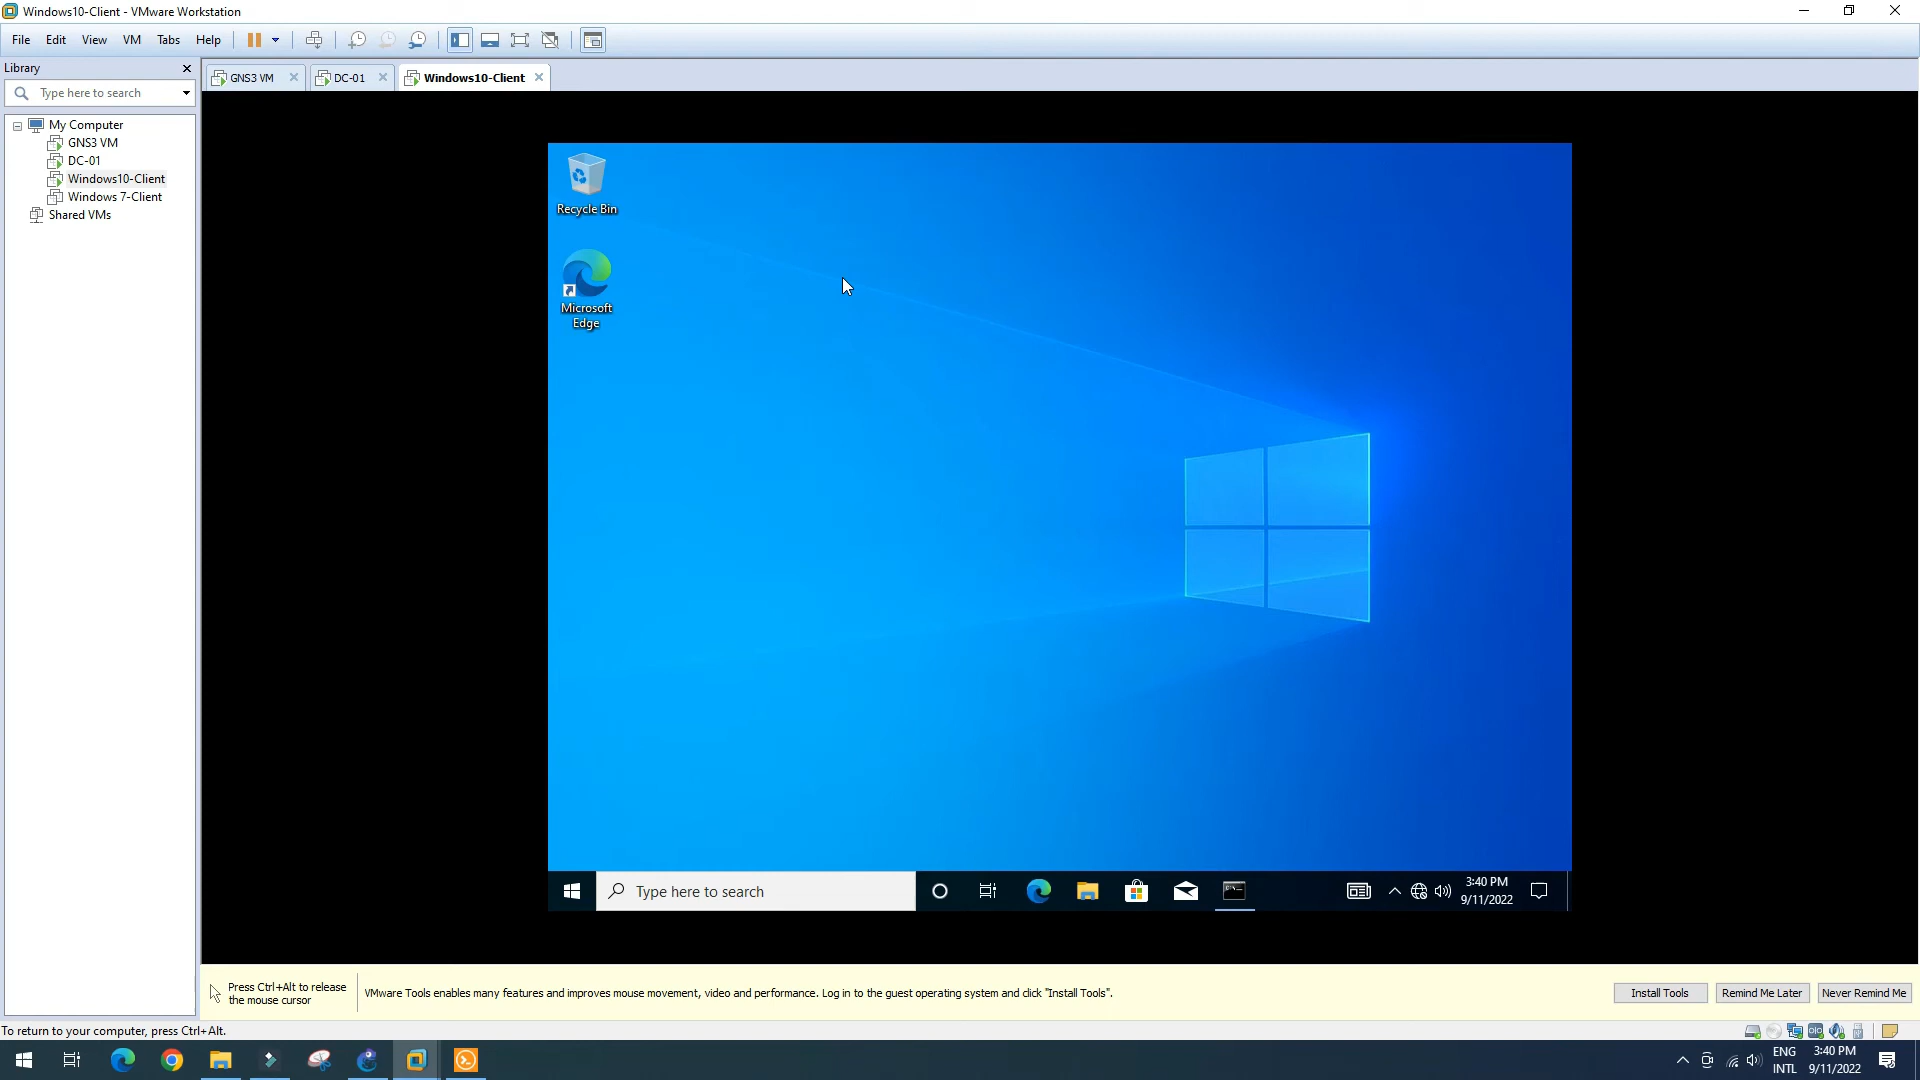 Windows10-Client - VMware Workstation
File Edit View VM Tabs Help
Library
Type here to search
My Computer
GNS3 VM
DC-01
Windows10-Client
Windows 7-Client
Shared VMs
GNS3 VM DC-01 Windows10-Client
Recycle Bin
Microsoft
Edge
Type here to search
3:40 PM
9/11/2022
Press Ctrl+Alt to release
the mouse cursor
VMware Tools enables many features and improves mouse movement, video and performance. Log in to the guest operating system and click "Install Tools".
Install Tools Remind Me Later Never Remind Me
To return to your computer, press Ctrl+Alt.
ENG
INTL
3:40 PM
9/11/2022